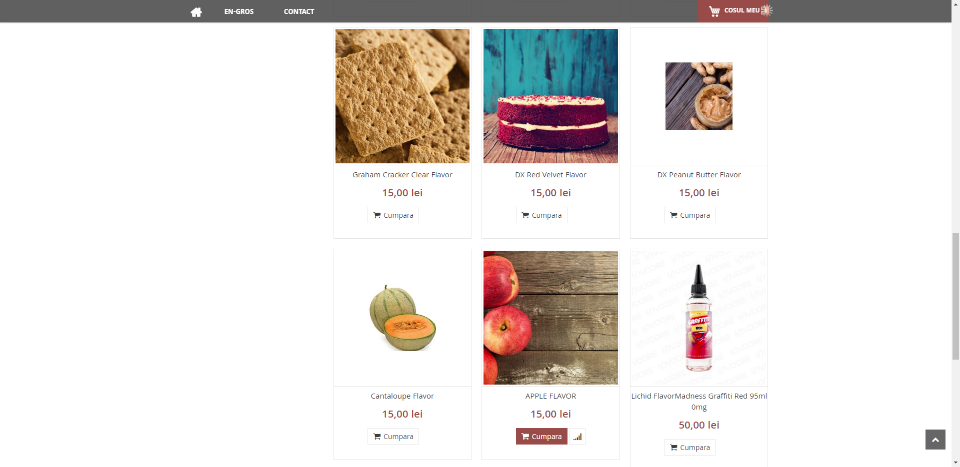 EN-GROS CONTACT COSUL MEU
Graham Cracker Clear Flavor DX Red Velvet Flavor DX Peanut Butter Flavor
15,00 lei 15,00 lei 15,00 lei
Cumpara Cumpara Cumpara
Cantaloupe Flavor APPLE FLAVOR Lichid FlavorMadness Graffiti Red 95ml
0mg
15,00 lei 15,00 lei 50,00 lei
Cumpara Cumpara Cumpara